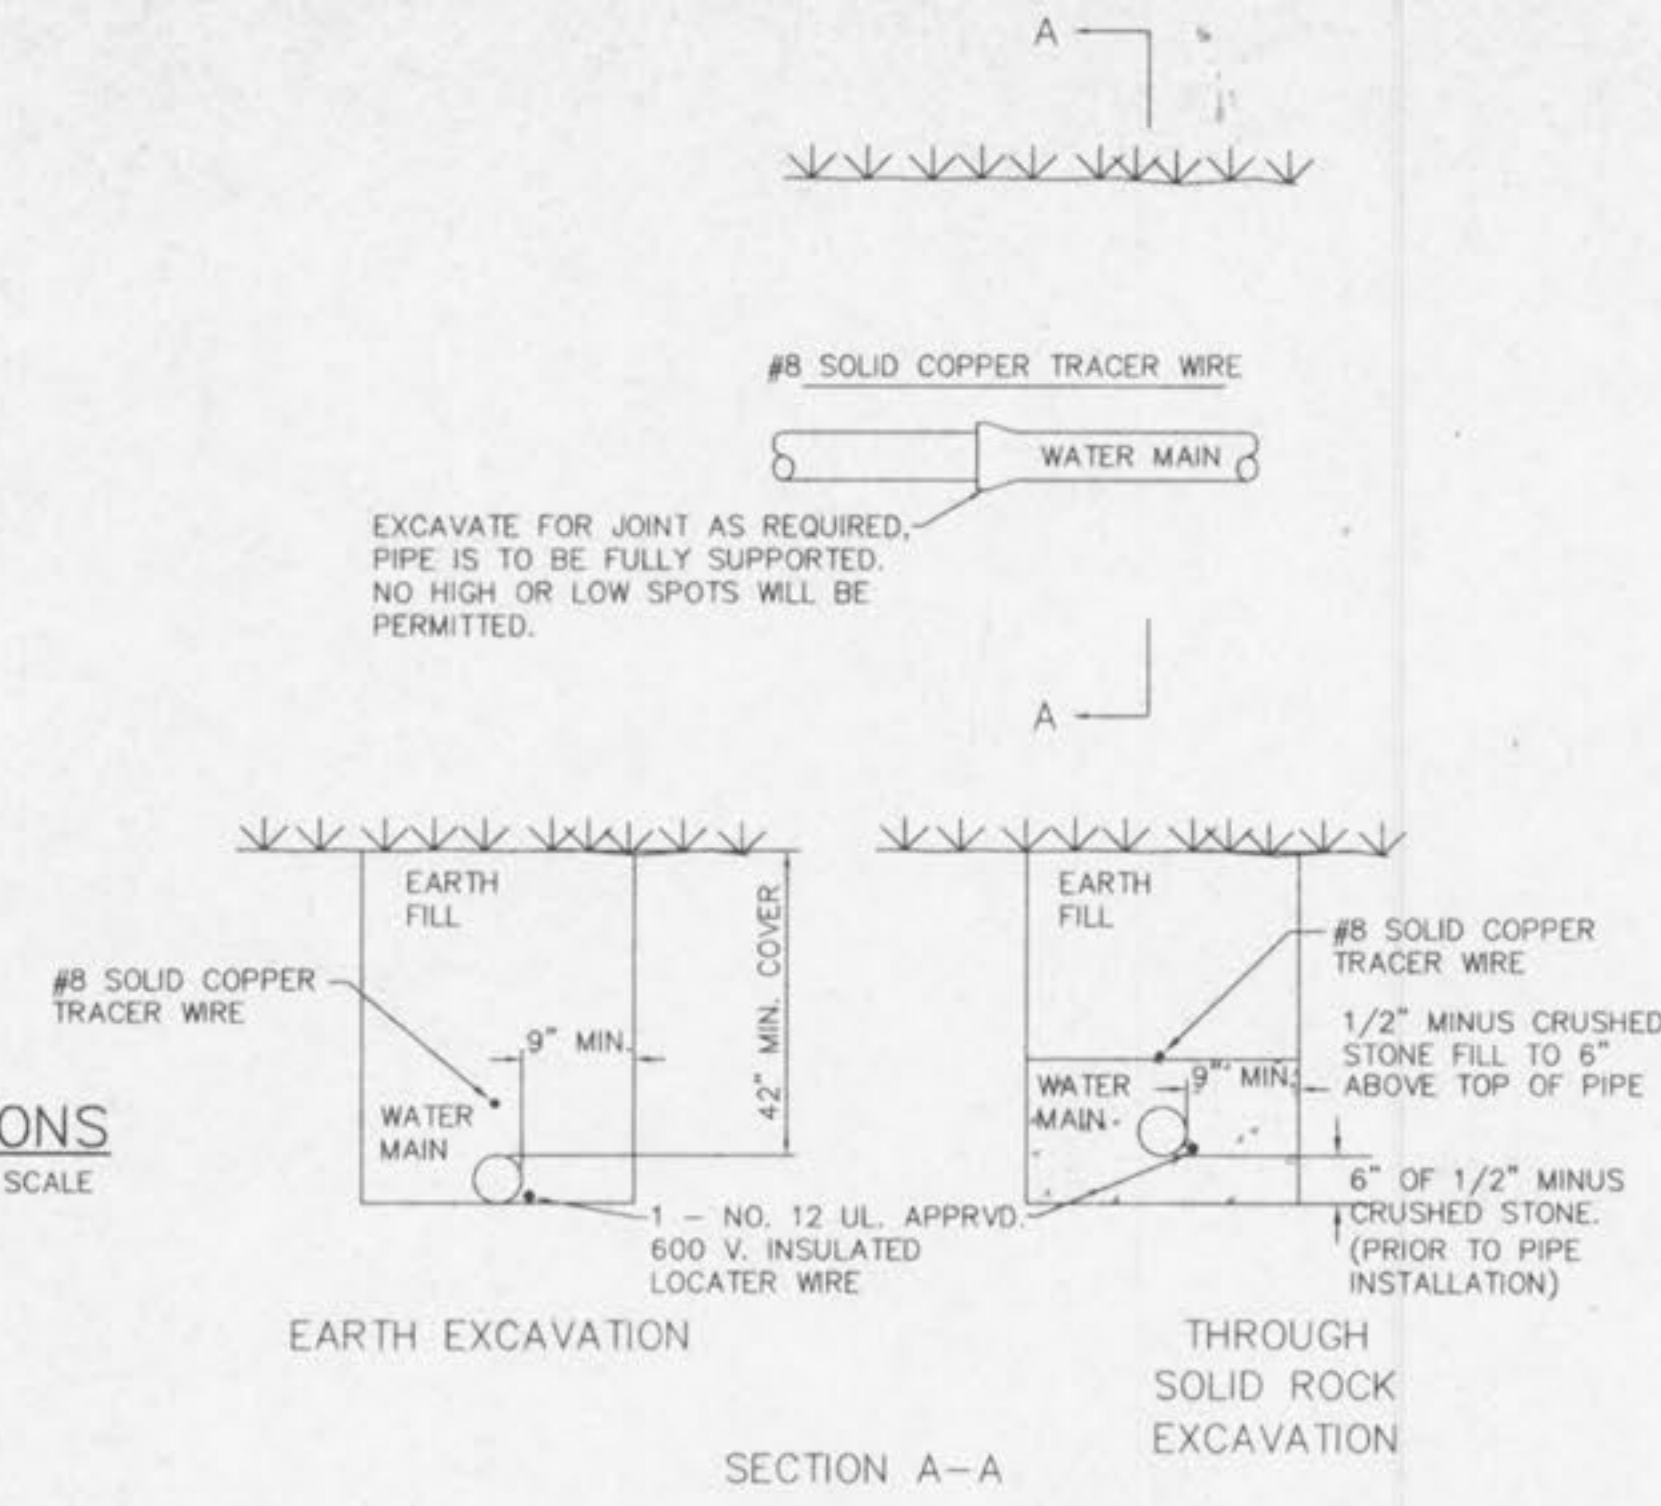 A
#8 SOLID COPPER TRACER WIRE
WATER MAIN
EXCAVATE FOR JOINT AS REQUIRED,
PIPE IS TO BE FULLY SUPPORTED.
NO HIGH OR LOW SPOTS WILL BE
PERMITTED.
A
EARTH
FILL
#8 SOLID COPPER
TRACER WIRE
9" MIN.
42" MIN. COVER
WATER
MAIN
EARTH
FILL
#8 SOLID COPPER
TRACER WIRE
1/2" MINUS CRUSHED
STONE FILL TO 6"
ABOVE TOP OF PIPE
9" MIN.
WATER
MAIN
6" OF 1/2" MINUS
CRUSHED STONE.
(PRIOR TO PIPE
INSTALLATION)
ONS
SCALE
1 - NO. 12 UL. APPRVD.
600 V. INSULATED
LOCATER WIRE
EARTH EXCAVATION
THROUGH
SOLID ROCK
EXCAVATION
SECTION A-A